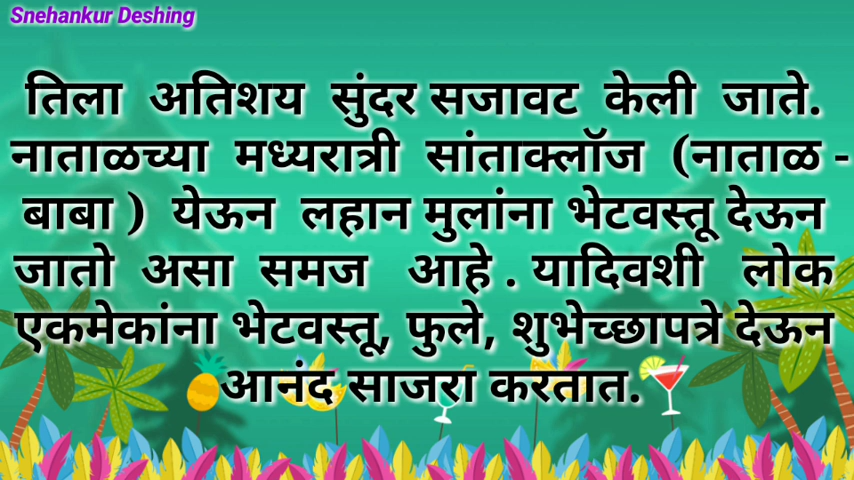 Snehankur Deshing
तिला अतिशय सुंदर सजावट केली जाते.
नाताळच्या मध्यरात्री सांताक्लॉज (नाताळ -
बाबा ) येऊन लहान मुलांना भेटवस्तू देऊन
जातो असा समज आहे . यादिवशी लोक
एकमेकांना भेटवस्तू, फुले, शुभेच्छापत्रे देऊन
आनंद साजरा करतात.